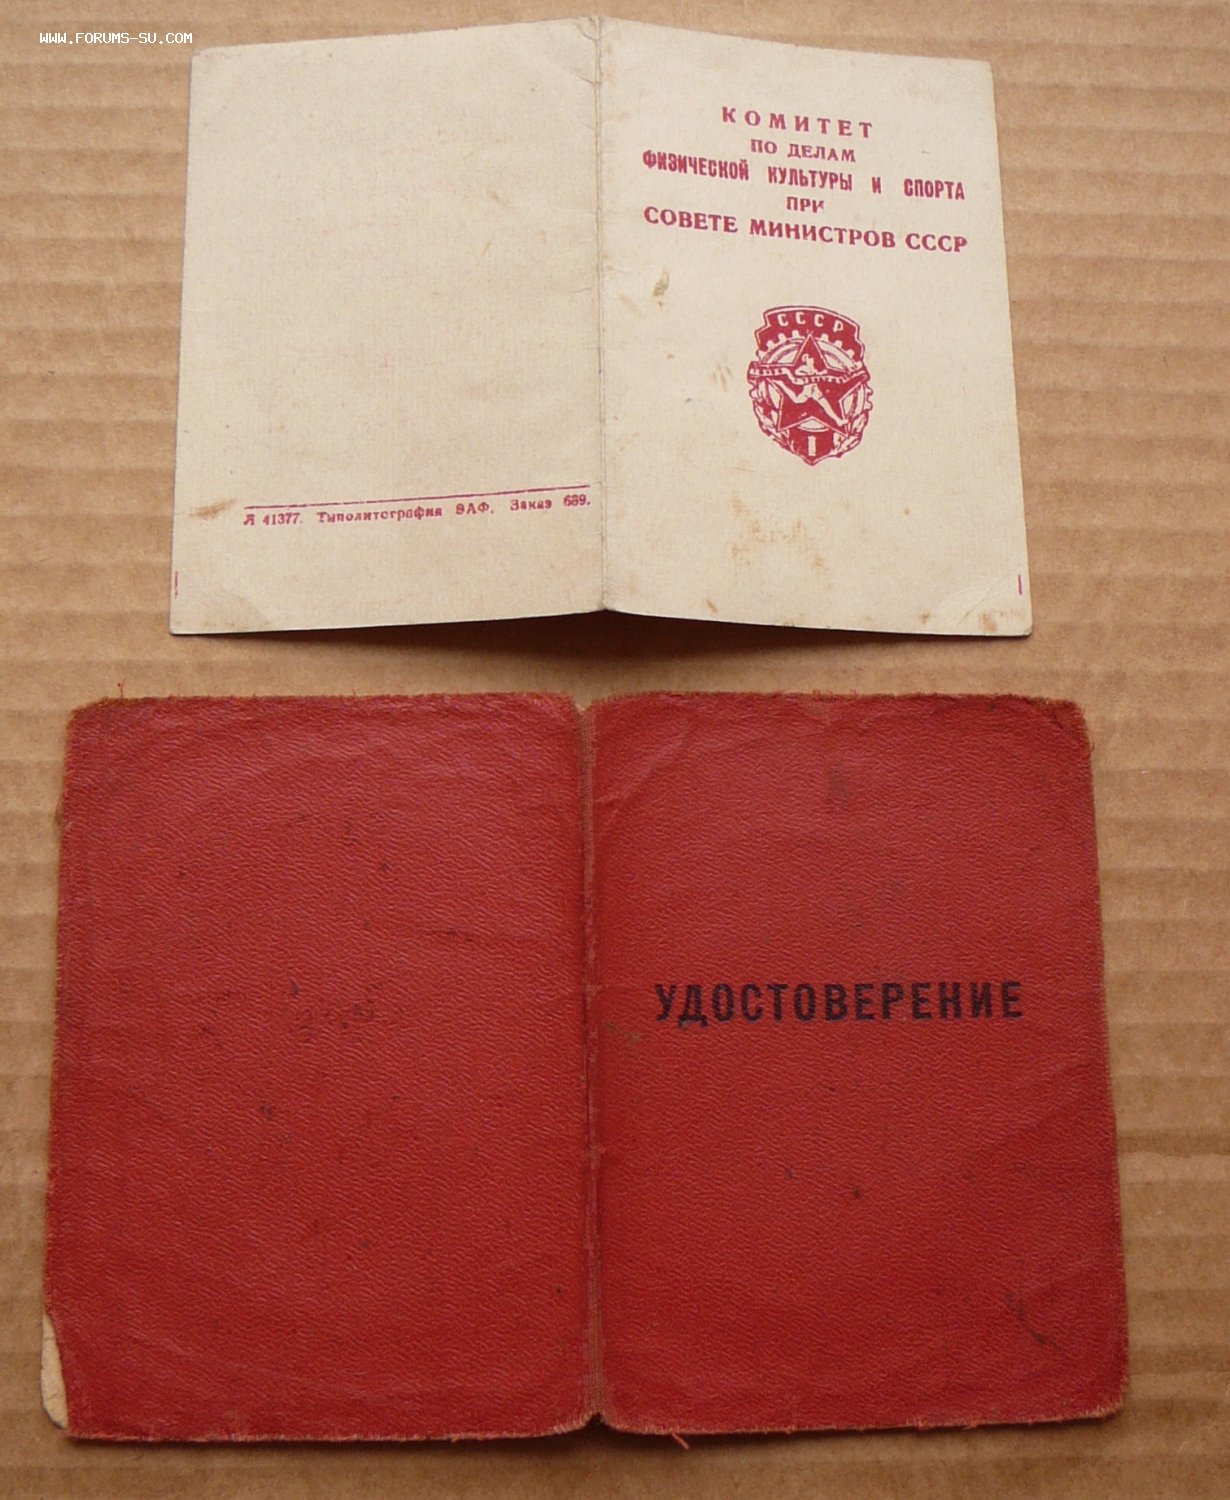 WWW.FORUMS-SU.COM
КОМИТЕТ
ПО ДЕЛАМ
ФИЗИЧЕСКОЙ КУЛЬТУРЫ И СПОРТА
ПРИ
СОВЕТЕ МИНИСТРОВ СССР
СССР
I
Л 41377. Типолитография ВАФ. Заказ 689.
УДОСТОВЕРЕНИЕ